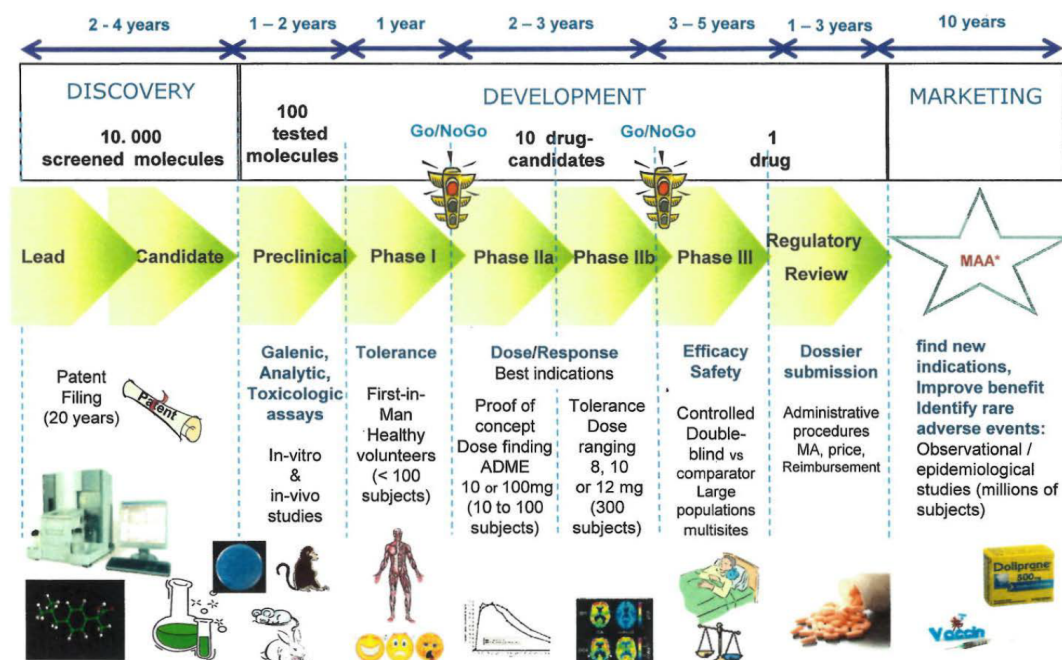 2 - 4 years
1 – 2 years
1 year
2 – 3 years
3 – 5 years
1 – 3 years
10 years
DISCOVERY
10. 000
screened molecules
DEVELOPMENT
100
tested
molecules
Go/NoGo
10 drug-
candidates
Go/NoGo
1
drug
MARKETING
Lead
Candidate
Preclinical
Phase I
Phase IIa
Phase IIb
Phase III
Regulatory
Review
MAA*
Patent
Filing
(20 years)
Patent
Galenic,
Analytic,
Toxicologic
assays
In-vitro
&
in-vivo
studies
Tolerance
First-in-
Man
Healthy
volunteers
(< 100
subjects)
Dose/Response
Best indications
Proof of
concept
Dose finding
ADME
10 or 100mg
(10 to 100
subjects)
Tolerance
Dose
ranging
8, 10
or 12 mg
(300
subjects)
Efficacy
Safety
Controlled
Double-
blind vs
comparator
Large
populations
multisites
Dossier
submission
Administrative
procedures
MA, price,
Reimbursement
find new
indications,
Improve benefit
Identify rare
adverse events:
Observational /
epidemiological
studies (millions of
subjects)
Doliprane
500
Vaccin